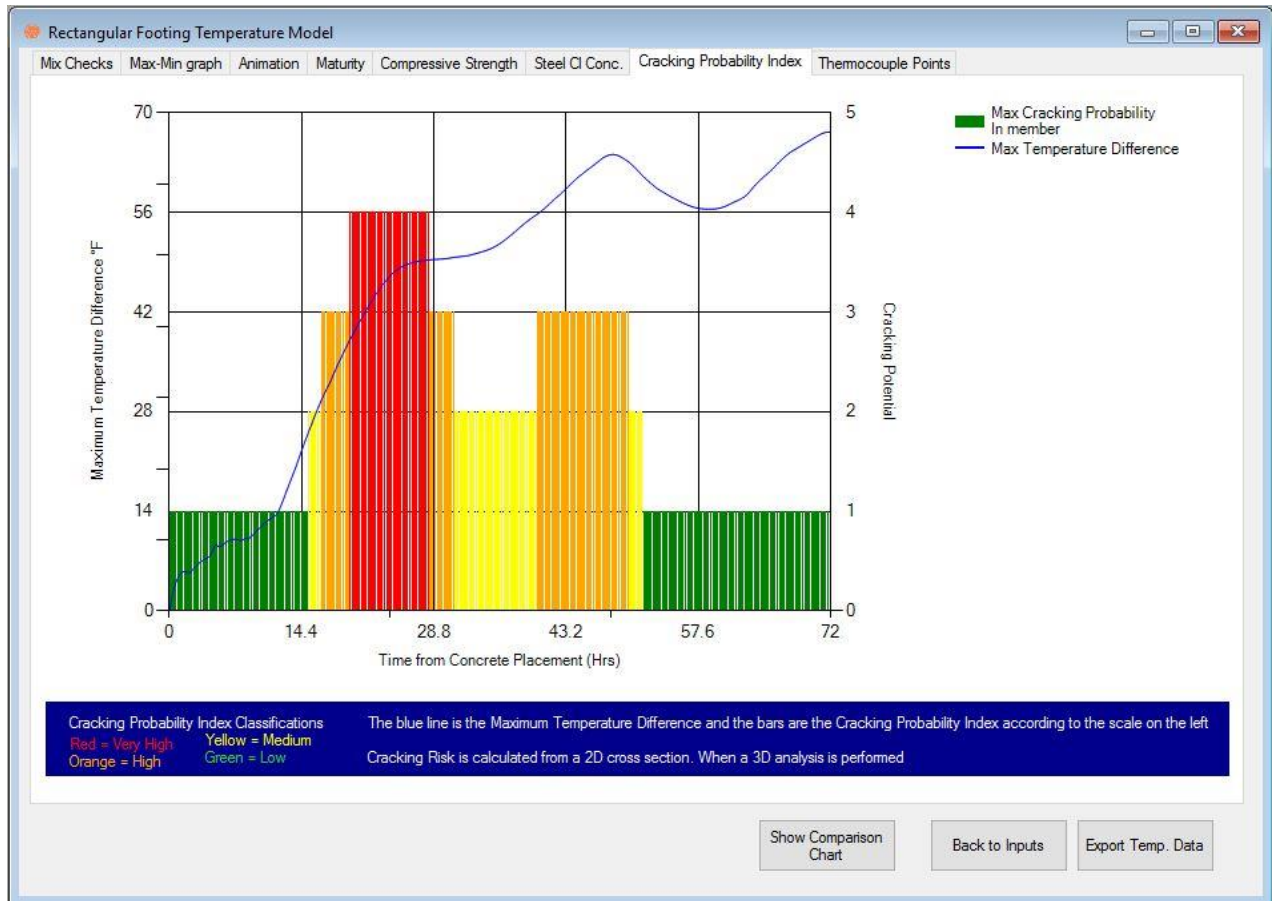 Rectangular Footing Temperature Model
Mix Checks Max-Min graph Animation Maturity Compressive Strength Steel Cl Conc. Cracking Probability Index Thermocouple Points
70
56
42
28
14
0
Maximum Temperature Difference °F
5
4
3
2
1
0
Cracking Potential
0 14.4 28.8 43.2 57.6 72
Time from Concrete Placement (Hrs)
Max Cracking Probability
In member
Max Temperature Difference
Cracking Probability Index Classifications
Red = Very High Yellow = Medium
Orange = High Green = Low
The blue line is the Maximum Temperature Difference and the bars are the Cracking Probability Index according to the scale on the left
Cracking Risk is calculated from a 2D cross section. When a 3D analysis is performed
Show Comparison
Chart
Back to Inputs
Export Temp. Data